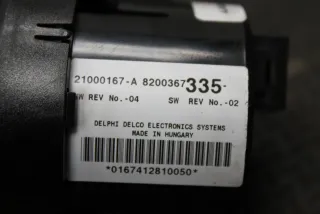 21000167-A 8200367335-
HW REV No.-04 SW REV No.-02
DELPHI DELCO ELECTRONICS SYSTEMS
MADE IN HUNGARY
*0167412810050*